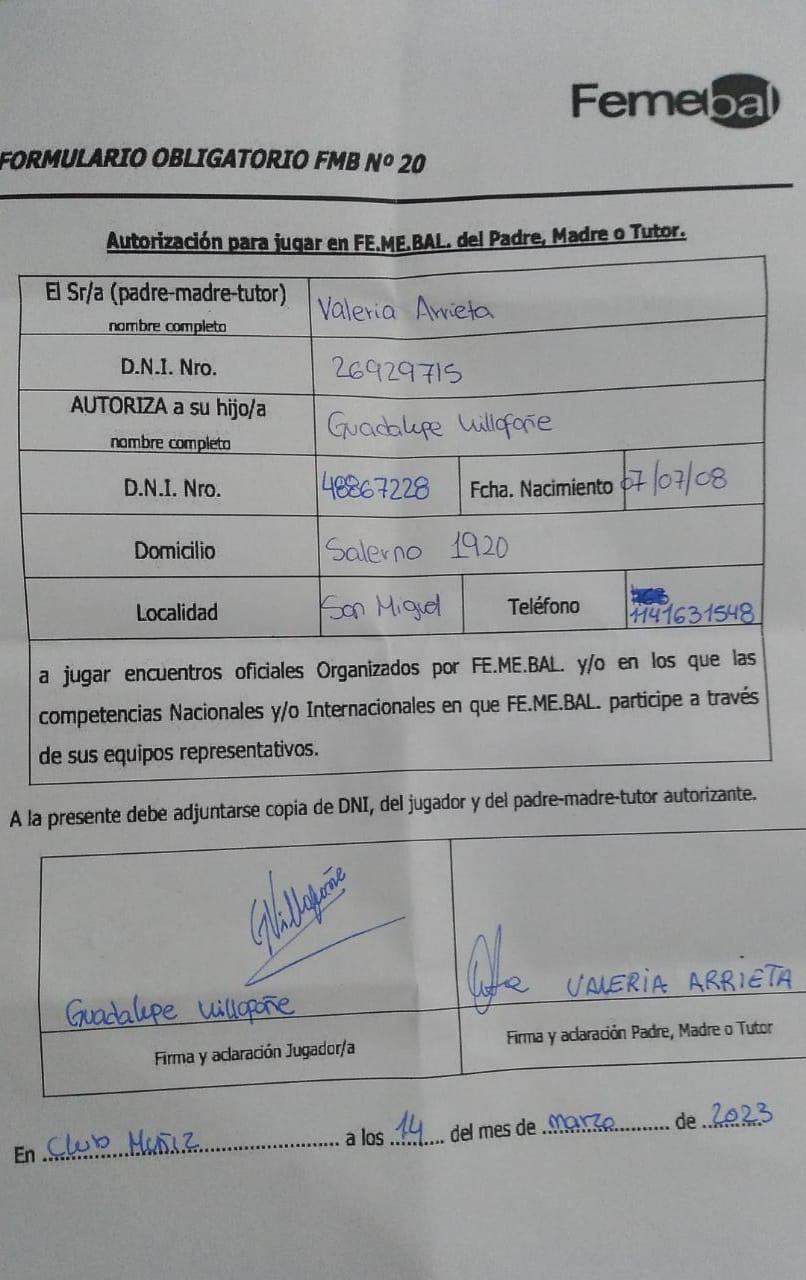 Femebal
FORMULARIO OBLIGATORIO FMB Nº 20
Autorización para jugar en FE.ME.BAL. del Padre, Madre o Tutor.
El Sr/a (padre-madre-tutor)
nombre completo
Valeria Arrieta
D.N.I. Nro.
26929715
AUTORIZA a su hijo/a
nombre completo
Guadalupe Villafañe
D.N.I. Nro.
48867228
Fcha. Nacimiento
07/07/08
Domicilio
Salerno 1920
Localidad
San Miguel
Teléfono
1141631548
a jugar encuentros oficiales Organizados por FE.ME.BAL. y/o en los que las
competencias Nacionales y/o Internacionales en que FE.ME.BAL. participe a través
de sus equipos representativos.
A la presente debe adjuntarse copia de DNI, del jugador y del padre-madre-tutor autorizante.
GVillafañe
Guadalupe Villafañe
VALERIA ARRIETA
Firma y aclaración Jugador/a
Firma y aclaración Padre, Madre o Tutor
En Club Muñiz a los 14 del mes de marzo de 2023